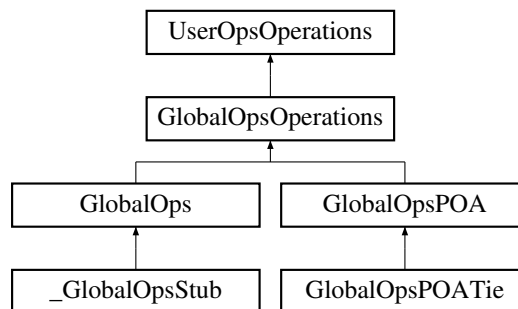 UserOpsOperations
GlobalOpsOperations
GlobalOps
GlobalOpsPOA
_GlobalOpsStub
GlobalOpsPOATie